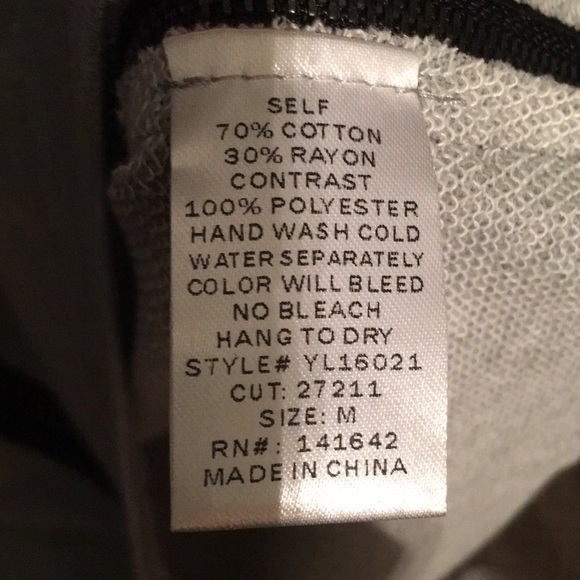 SELF
70% COTTON
30% RAYON
CONTRAST
100% POLYESTER
HAND WASH COLD
WATER SEPARATELY
COLOR WILL BLEED
NO BLEACH
HANG TO DRY
STYLE# YL16021
CUT: 27211
SIZE: M
RN#: 141642
MADE IN CHINA